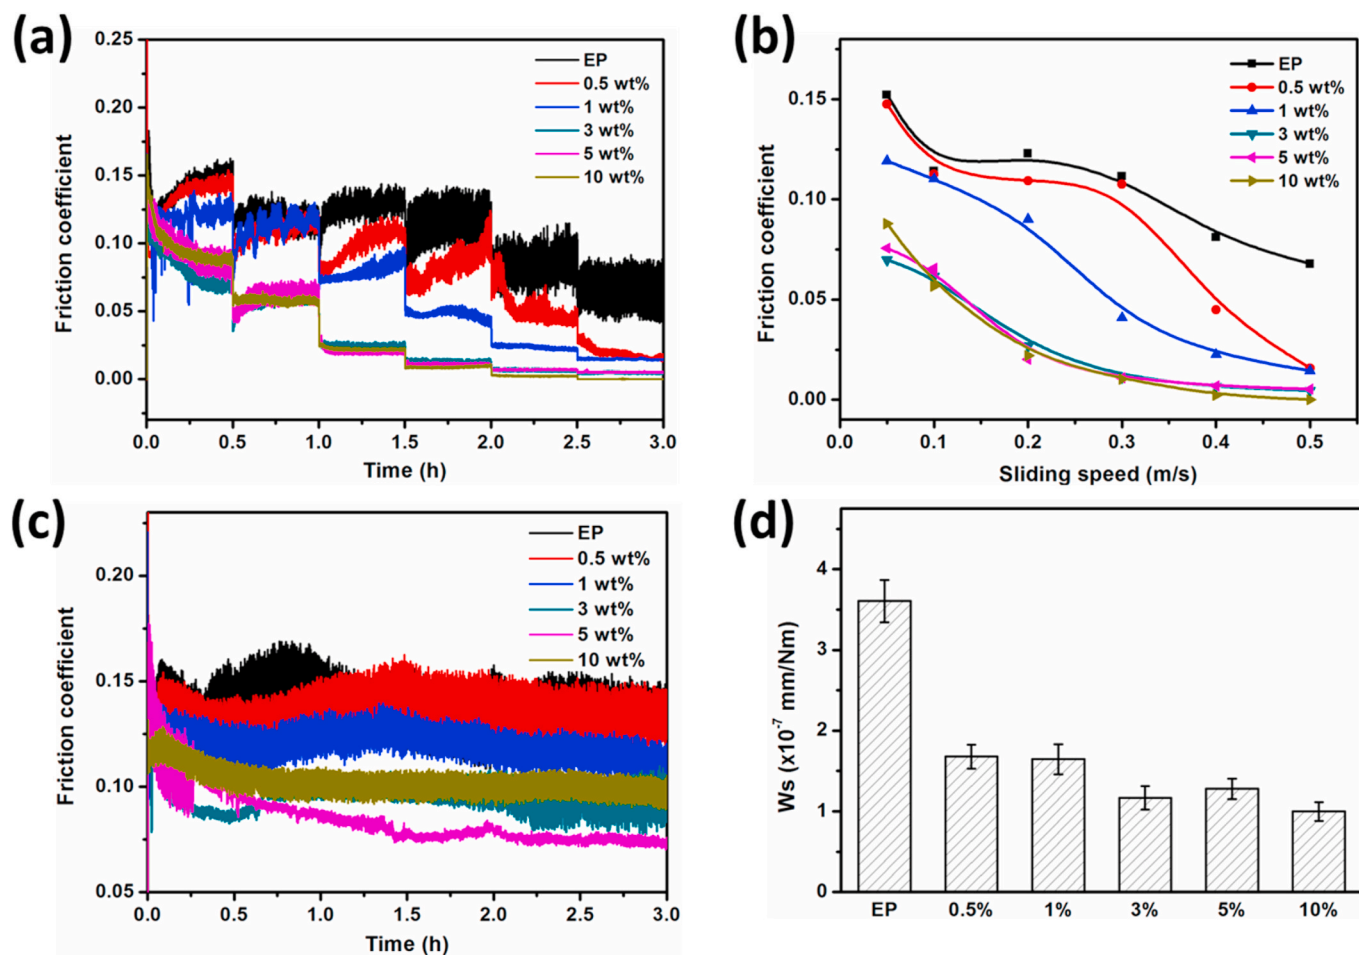 (a)
0.25
0.20
0.15
0.10
0.05
0.00
Friction coefficient
EP
0.5 wt%
1 wt%
3 wt%
5 wt%
10 wt%
0.0 0.5 1.0 1.5 2.0 2.5 3.0
Time (h)
(b)
0.15
0.10
0.05
0.00
Friction coefficient
EP
0.5 wt%
1 wt%
3 wt%
5 wt%
10 wt%
0.0 0.1 0.2 0.3 0.4 0.5
Sliding speed (m/s)
(c)
0.20
0.15
0.10
0.05
Friction coefficient
EP
0.5 wt%
1 wt%
3 wt%
5 wt%
10 wt%
0.0 0.5 1.0 1.5 2.0 2.5 3.0
Time (h)
(d)
4
3
2
1
0
Ws (x10⁻⁷ mm/Nm)
EP 0.5% 1% 3% 5% 10%